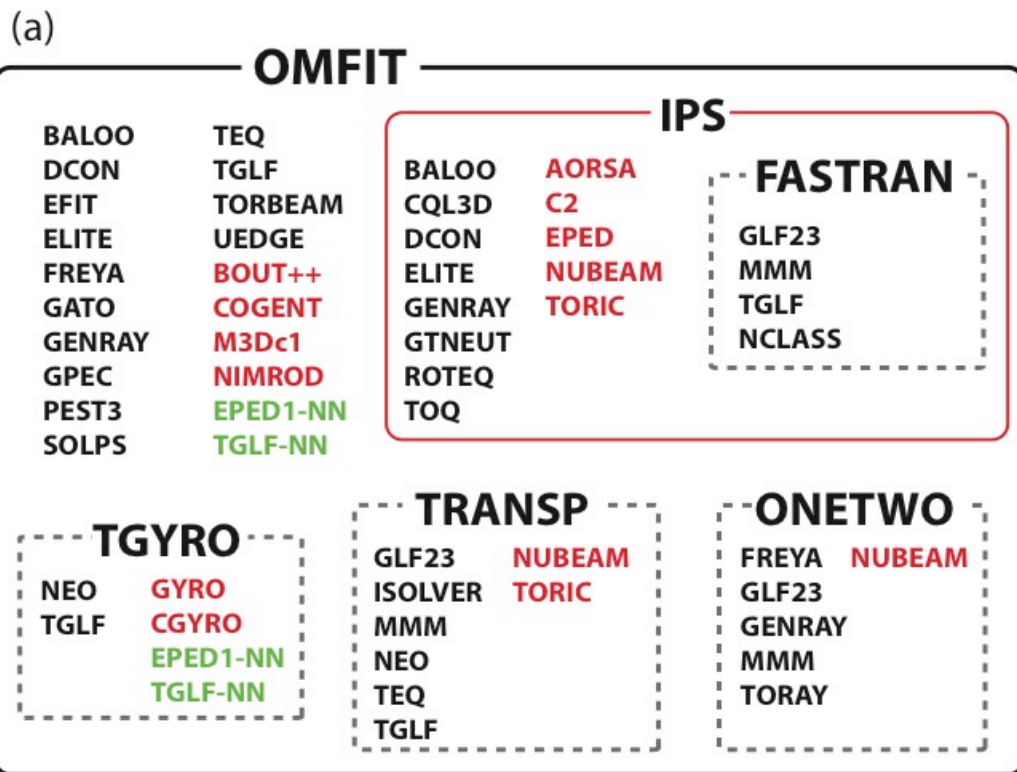 (a)
OMFIT
BALOO
DCON
EFIT
ELITE
FREYA
GATO
GENRAY
GPEC
PEST3
SOLPS
TEQ
TGLF
TORBEAM
UEDGE
BOUT++
COGENT
M3Dc1
NIMROD
EPED1-NN
TGLF-NN
IPS
BALOO
CQL3D
DCON
ELITE
GENRAY
GTNEUT
ROTEQ
TOQ
AORSA
C2
EPED
NUBEAM
TORIC
FASTRAN
GLF23
MMM
TGLF
NCLASS
TGYRO
NEO
TGLF
GYRO
CGYRO
EPED1-NN
TGLF-NN
TRANSP
GLF23
ISOLVER
MMM
NEO
TEQ
TGLF
NUBEAM
TORIC
ONETWO
FREYA
GLF23
GENRAY
MMM
TORAY
NUBEAM